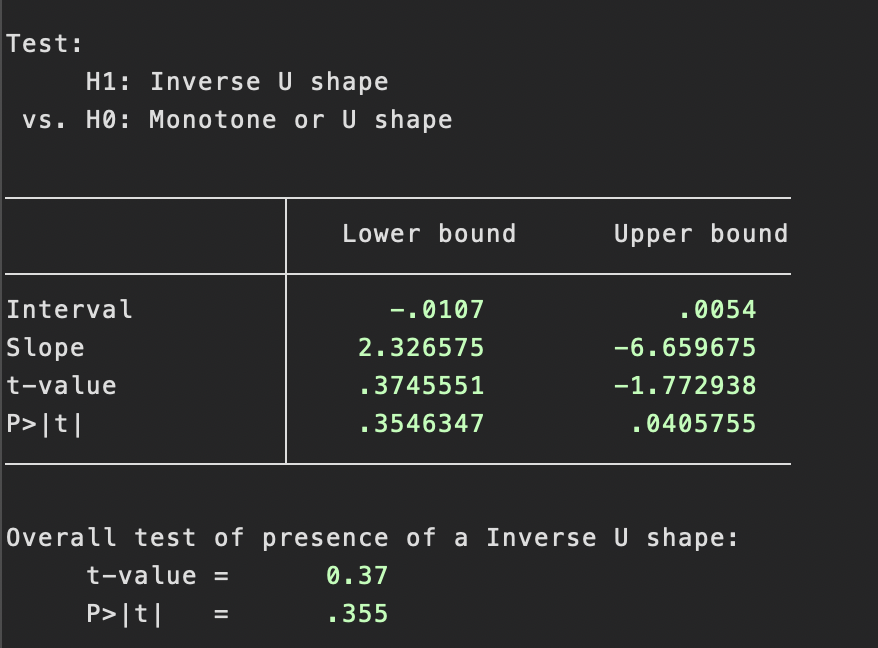 Test:
H1: Inverse U shape
vs. H0: Monotone or U shape
Lower bound Upper bound
Interval -.0107 .0054
Slope 2.326575 -6.659675
t-value .3745551 -1.772938
P>|t| .3546347 .0405755
Overall test of presence of a Inverse U shape:
t-value = 0.37
P>|t| = .355